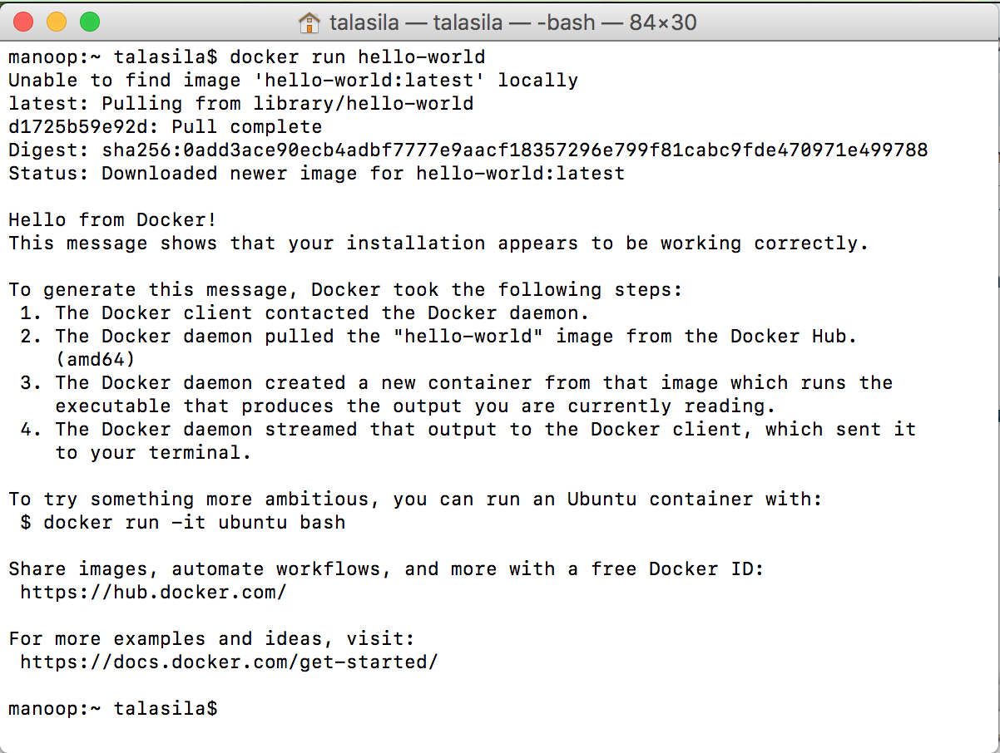 talasila — talasila — -bash — 84×30
manoop:~ talasila$ docker run hello-world
Unable to find image 'hello-world:latest' locally
latest: Pulling from library/hello-world
d1725b59e92d: Pull complete
Digest: sha256:0add3ace90ecb4adbf7777e9aacf18357296e799f81cabc9fde470971e499788
Status: Downloaded newer image for hello-world:latest

Hello from Docker!
This message shows that your installation appears to be working correctly.

To generate this message, Docker took the following steps:
 1. The Docker client contacted the Docker daemon.
 2. The Docker daemon pulled the "hello-world" image from the Docker Hub.
    (amd64)
 3. The Docker daemon created a new container from that image which runs the
    executable that produces the output you are currently reading.
 4. The Docker daemon streamed that output to the Docker client, which sent it
    to your terminal.

To try something more ambitious, you can run an Ubuntu container with:
 $ docker run -it ubuntu bash

Share images, automate workflows, and more with a free Docker ID:
 https://hub.docker.com/

For more examples and ideas, visit:
 https://docs.docker.com/get-started/

manoop:~ talasila$